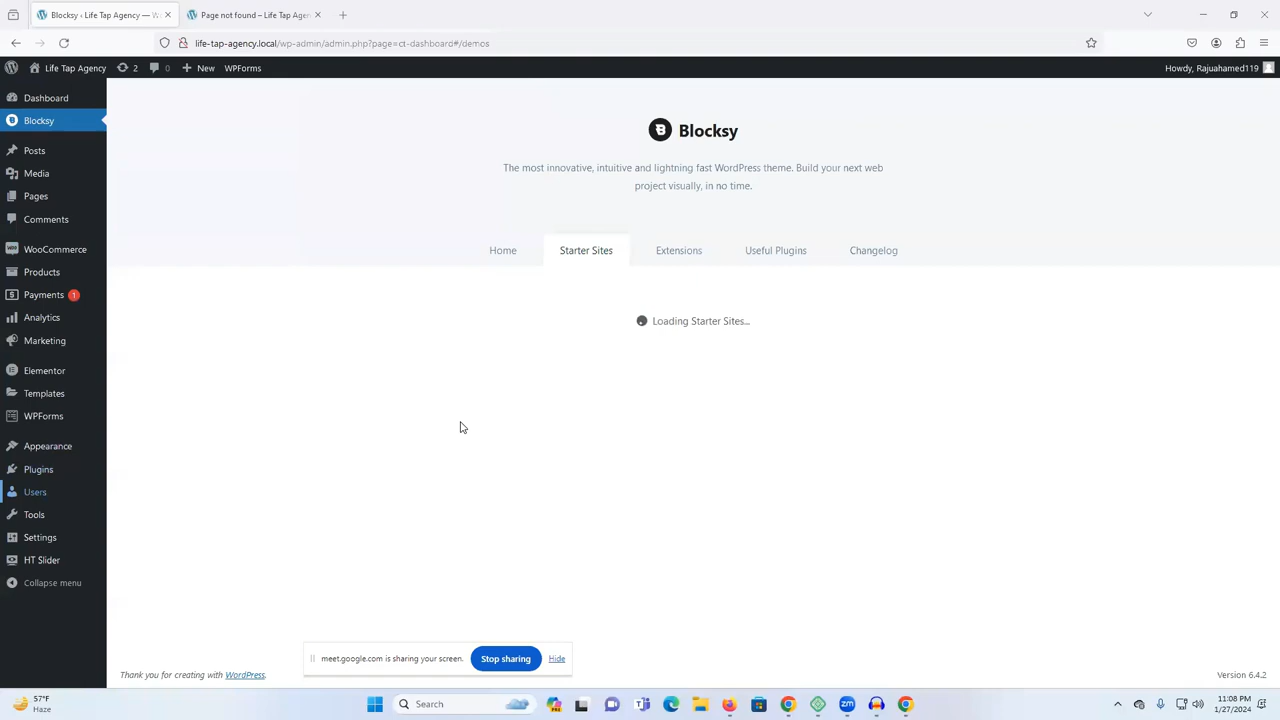 Blocksy ‹ Life Tap Agency — W
Page not found – Life Tap Agen
life-tap-agency.local/wp-admin/admin.php?page=ct-dashboard#/demos
Life Tap Agency
2
0
New
WPForms
Howdy, Rajuahamed119
Dashboard
Blocksy
Posts
Media
Pages
Comments
WooCommerce
Products
Payments 1
Analytics
Marketing
Elementor
Templates
WPForms
Appearance
Plugins
Users
Tools
Settings
HT Slider
Collapse menu
Blocksy
The most innovative, intuitive and lightning fast WordPress theme. Build your next web
project visually, in no time.
Home
Starter Sites
Extensions
Useful Plugins
Changelog
Loading Starter Sites...
meet.google.com is sharing your screen.
Stop sharing
Hide
Thank you for creating with WordPress.
Version 6.4.2
57°F
Haze
Search
11:08 PM
1/27/2024